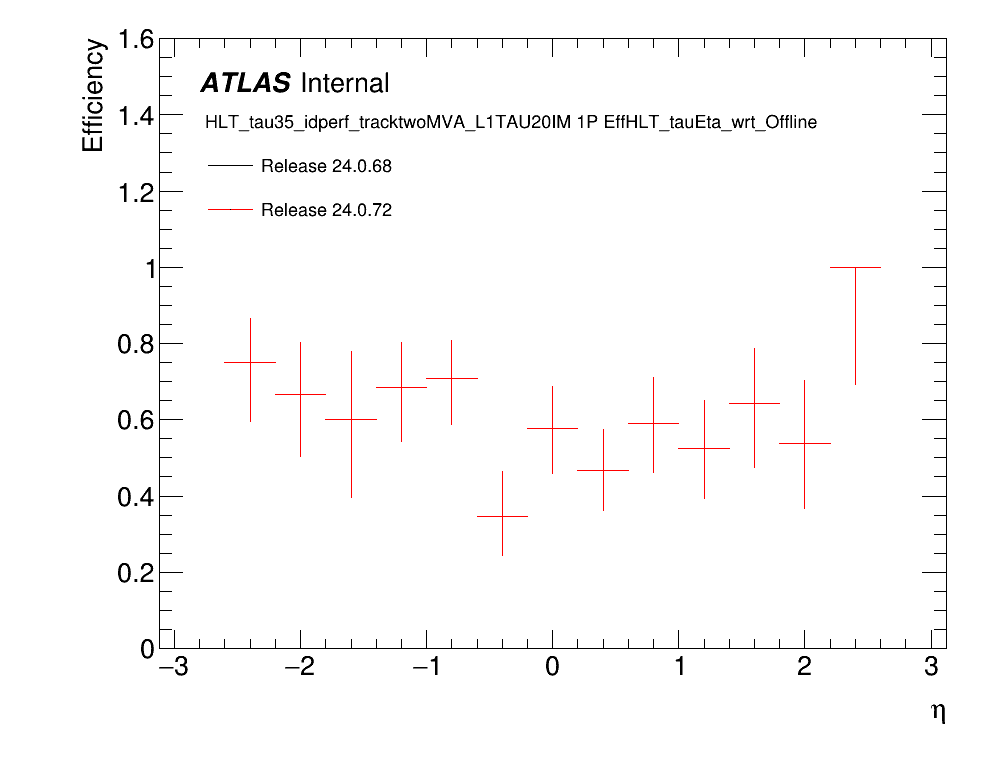 Efficiency
1.6
1.4
1.2
1
0.8
0.6
0.4
0.2
0
ATLAS Internal
HLT_tau35_idperf_tracktwoMVA_L1TAU20IM 1P EffHLT_tauEta_wrt_Offline
Release 24.0.68
Release 24.0.72
−3 −2 −1 0 1 2 3
η